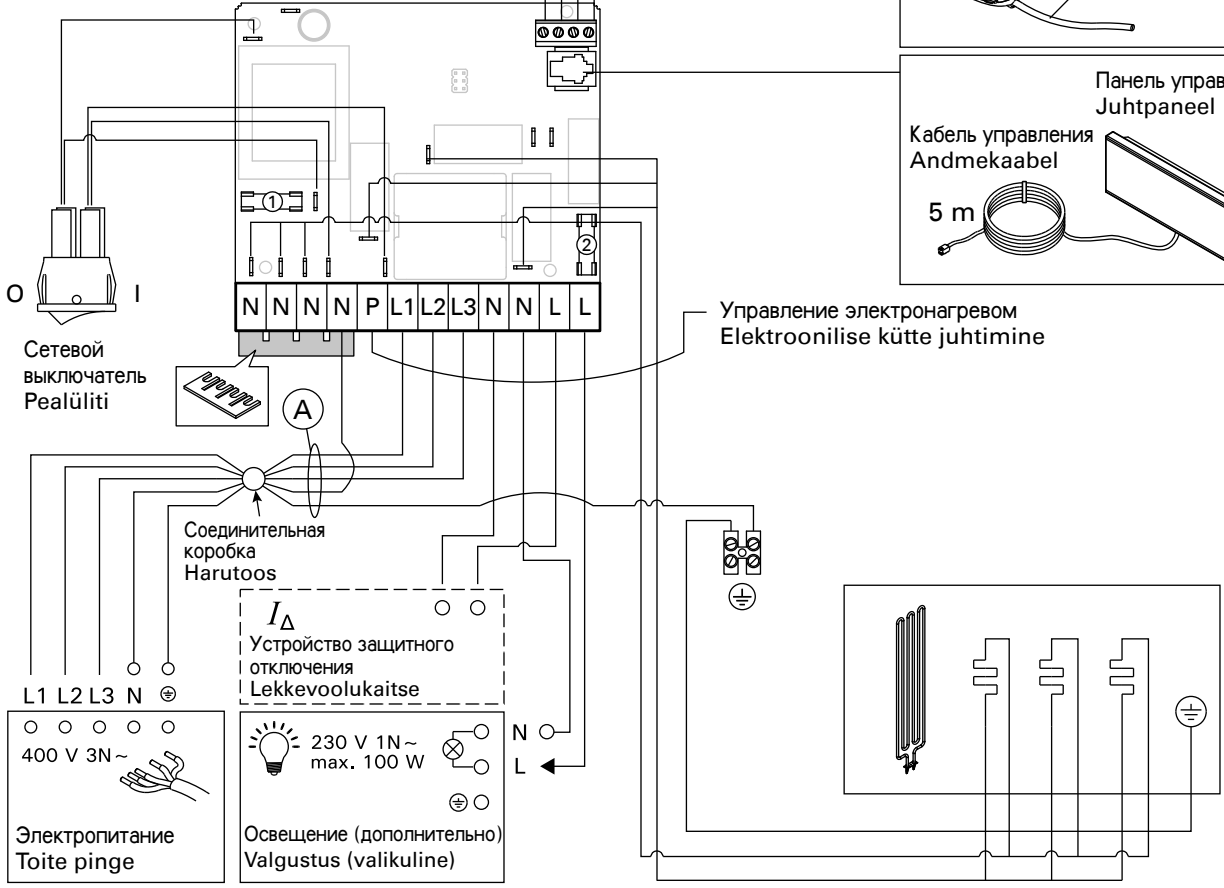 Панель управ
Juhtpaneel
Кабель управления
Andmekaabel
5 m
1
2
O I
N N N N P L1 L2 L3 N N L L
Управление электронагревом
Elektroonilise kütte juhtimine
Сетевой
выключатель
Pealüliti
A
Соединительная
коробка
Harutoos
I∆
Устройство защитного
отключения
Lekkevoolukaitse
L1 L2 L3 N
400 V 3N~
Электропитание
Toite pinge
230 V 1N~
max. 100 W
N
L
Освещение (дополнительно)
Valgustus (valikuline)